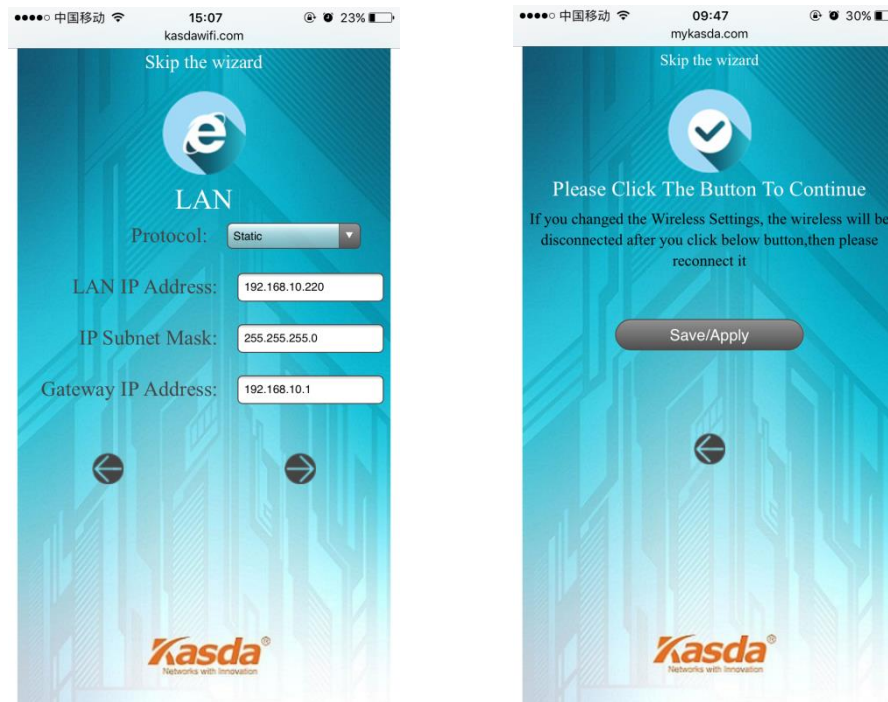 中国移动 15:07 23%
kasdawifi.com
Skip the wizard
LAN
Protocol: Static
LAN IP Address: 192.168.10.220
IP Subnet Mask: 255.255.255.0
Gateway IP Address: 192.168.10.1
Kasda®
Networks with Innovation
中国移动 09:47 30%
mykasda.com
Skip the wizard
Please Click The Button To Continue
If you changed the Wireless Settings, the wireless will be
disconnected after you click below button,then please
reconnect it
Save/Apply
Kasda®
Networks with Innovation